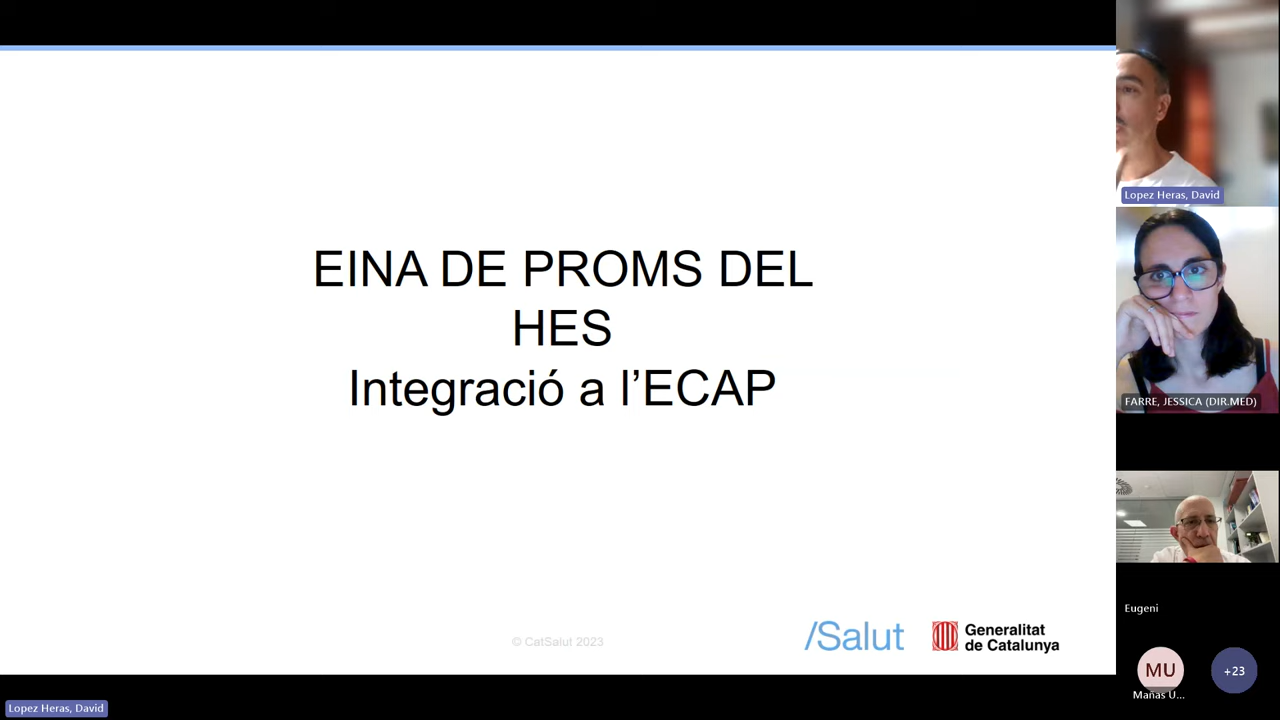 EINA DE PROMS DEL
HES
Integració a l’ECAP
© CatSalut 2023
/Salut
Generalitat
de Catalunya
Lopez Heras, David
FARRE, JESSICA (DIR.MED)
Eugeni
MU
Mañas U...
+23
Lopez Heras, David